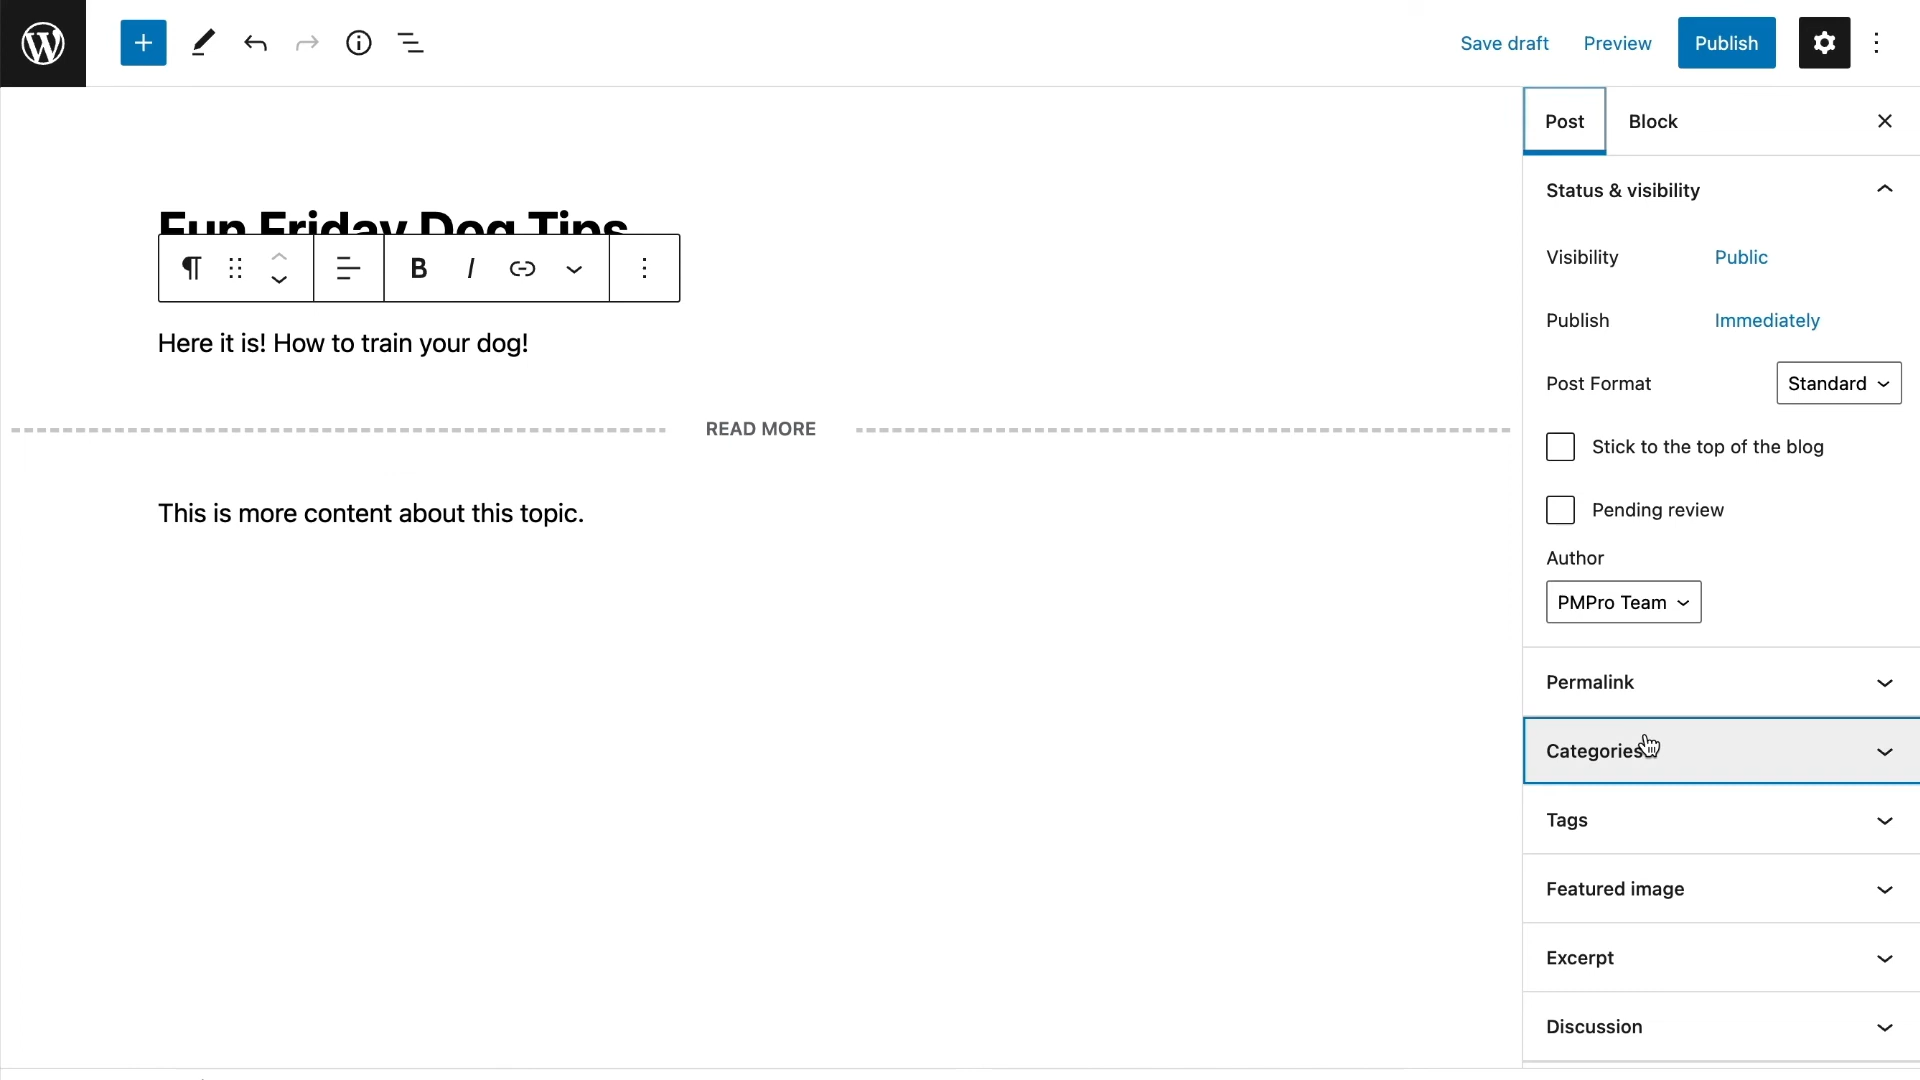 Save draft
Preview
Publish
Post
Block
Fun Friday Dog Tips
B I
Here it is! How to train your dog!
READ MORE
This is more content about this topic.
Status & visibility
Visibility Public
Publish Immediately
Post Format Standard
Stick to the top of the blog
Pending review
Author
PMPro Team
Permalink
Categories
Tags
Featured image
Excerpt
Discussion